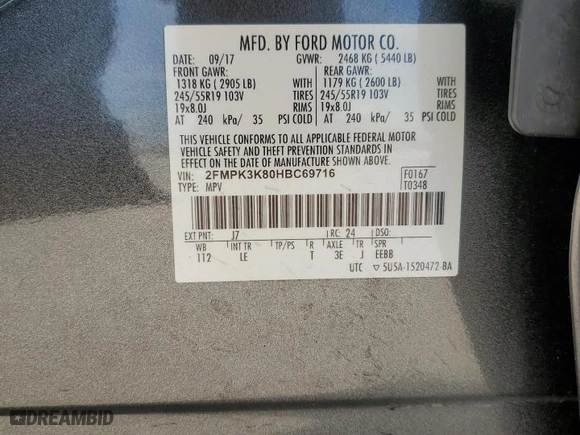 MFD. BY FORD MOTOR CO.
DATE: 09/17 GVWR: 2468 KG ( 5440 LB)
FRONT GAWR: REAR GAWR:
1318 KG ( 2905 LB) WITH 1179 KG ( 2600 LB) WITH
245/55R19 103V TIRES 245/55R19 103V TIRES
19x8.0J RIMS 19x8.0J RIMS
AT 240 kPa/ 35 PSI COLD AT 240 kPa/ 35 PSI COLD
THIS VEHICLE CONFORMS TO ALL APPLICABLE FEDERAL MOTOR
VEHICLE SAFETY AND THEFT PREVENTION STANDARDS IN
EFFECT ON THE DATE OF MANUFACTURE SHOWN ABOVE.
VIN: 2FMPK3K80HBC69716 F0167
TYPE: MPV T0348
EXT PNT: J7 RC: 24 DSO:
WB INT TR TP/PS R AXLE TR SPR
112 LE T 3E J EEBB
UTC ▽ 5U5A-1520472-BA
DREAMBID